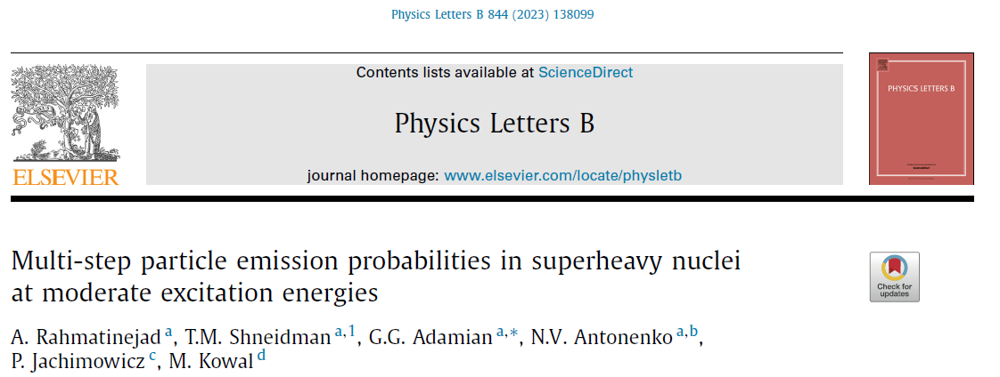 Physics Letters B 844 (2023) 138099
Contents lists available at ScienceDirect
Physics Letters B
journal homepage: www.elsevier.com/locate/physletb
ELSEVIER
PHYSICS LETTERS B
Multi-step particle emission probabilities in superheavy nuclei
at moderate excitation energies
Check for
updates
A. Rahmatinejad a, T.M. Shneidman a,1, G.G. Adamian a,*, N.V. Antonenko a,b,
P. Jachimowicz c, M. Kowal d